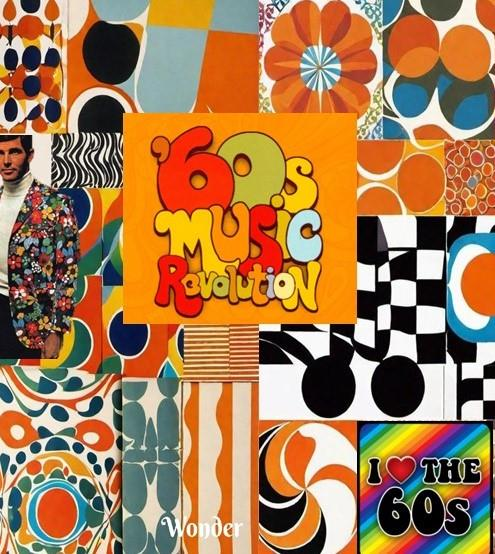 '60s
MUSIC
Revolution
I ❤ THE
60s
Wonder